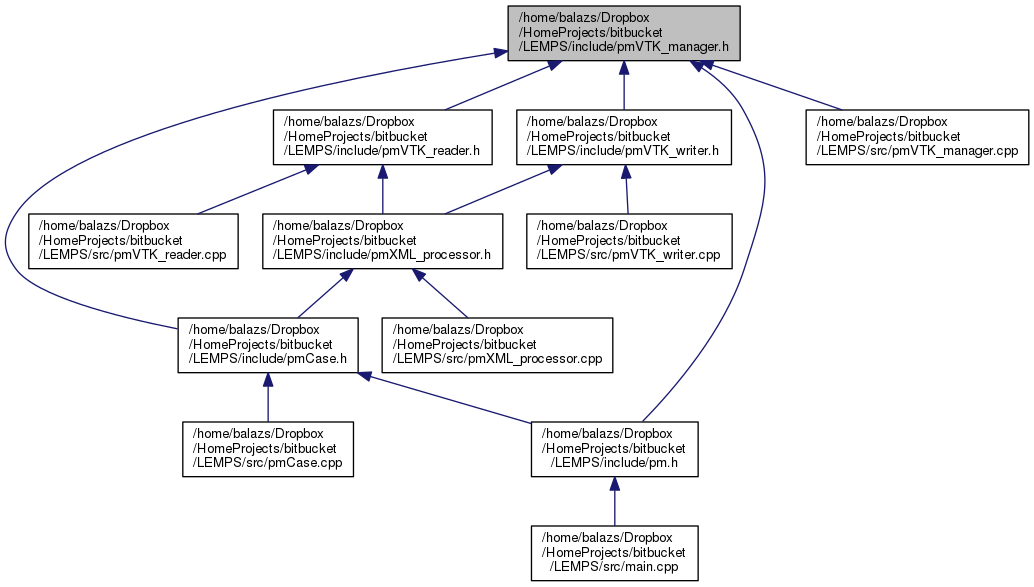 /home/balazs/Dropbox
/HomeProjects/bitbucket
/LEMPS/include/pmVTK_manager.h
/home/balazs/Dropbox
/HomeProjects/bitbucket
/LEMPS/include/pmVTK_reader.h
/home/balazs/Dropbox
/HomeProjects/bitbucket
/LEMPS/include/pmVTK_writer.h
/home/balazs/Dropbox
/HomeProjects/bitbucket
/LEMPS/src/pmVTK_manager.cpp
/home/balazs/Dropbox
/HomeProjects/bitbucket
/LEMPS/src/pmVTK_reader.cpp
/home/balazs/Dropbox
/HomeProjects/bitbucket
/LEMPS/include/pmXML_processor.h
/home/balazs/Dropbox
/HomeProjects/bitbucket
/LEMPS/src/pmVTK_writer.cpp
/home/balazs/Dropbox
/HomeProjects/bitbucket
/LEMPS/include/pmCase.h
/home/balazs/Dropbox
/HomeProjects/bitbucket
/LEMPS/src/pmXML_processor.cpp
/home/balazs/Dropbox
/HomeProjects/bitbucket
/LEMPS/src/pmCase.cpp
/home/balazs/Dropbox
/HomeProjects/bitbucket
/LEMPS/include/pm.h
/home/balazs/Dropbox
/HomeProjects/bitbucket
/LEMPS/src/main.cpp